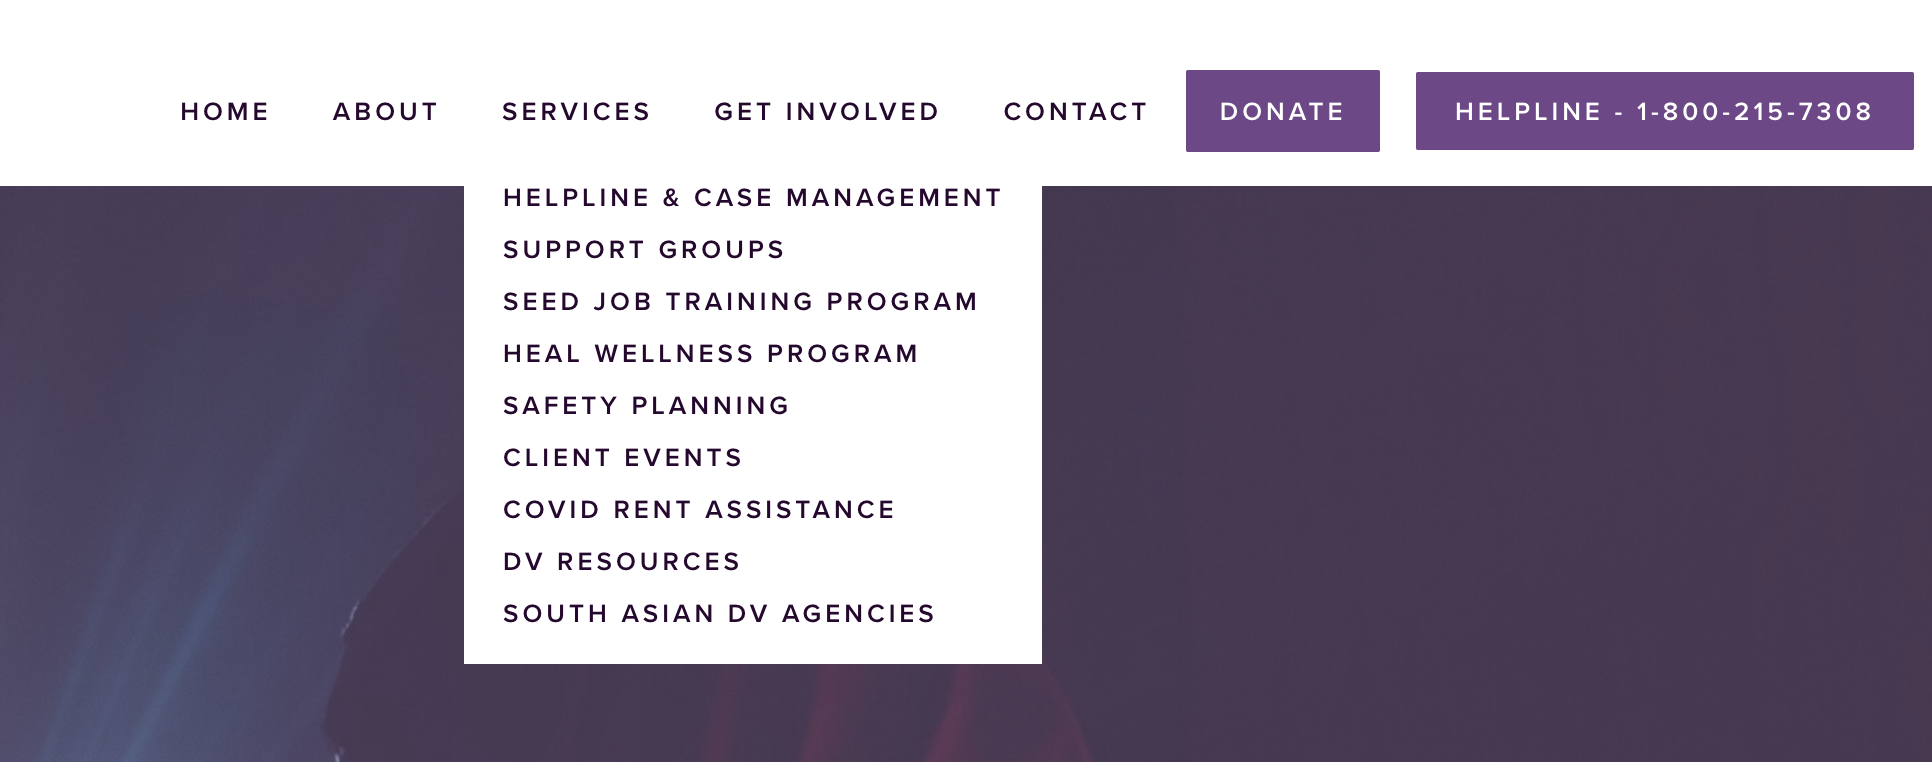 HOME ABOUT SERVICES GET INVOLVED CONTACT DONATE HELPLINE - 1-800-215-7308
HELPLINE & CASE MANAGEMENT
SUPPORT GROUPS
SEED JOB TRAINING PROGRAM
HEAL WELLNESS PROGRAM
SAFETY PLANNING
CLIENT EVENTS
COVID RENT ASSISTANCE
DV RESOURCES
SOUTH ASIAN DV AGENCIES